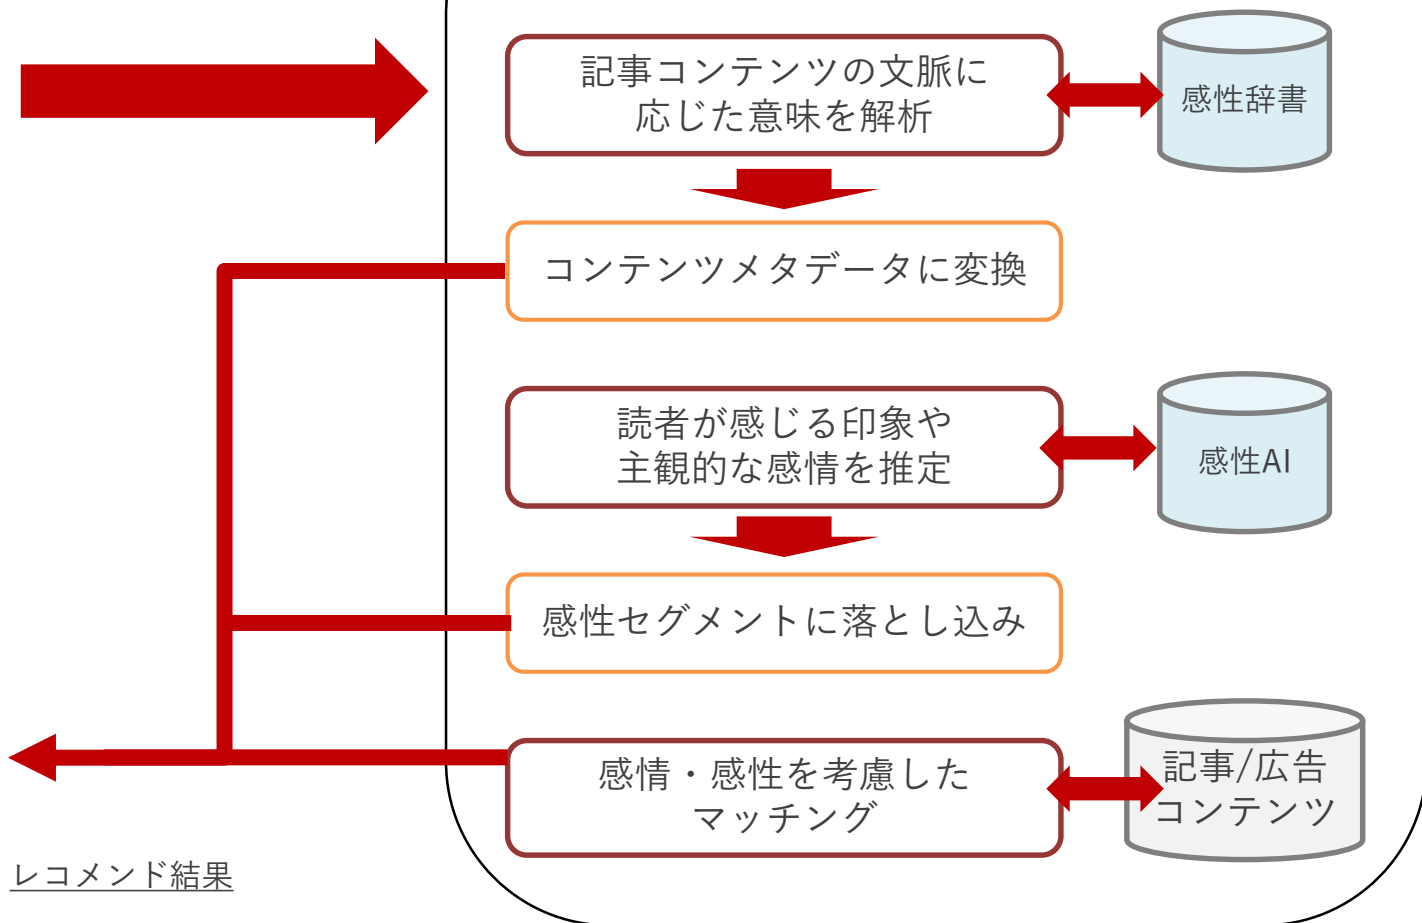 記事コンテンツの文脈に
応じた意味を解析
感性辞書
コンテンツメタデータに変換
読者が感じる印象や
主観的な感情を推定
感性AI
感性セグメントに落とし込み
感情・感性を考慮した
マッチング
記事/広告
コンテンツ
レコメンド結果